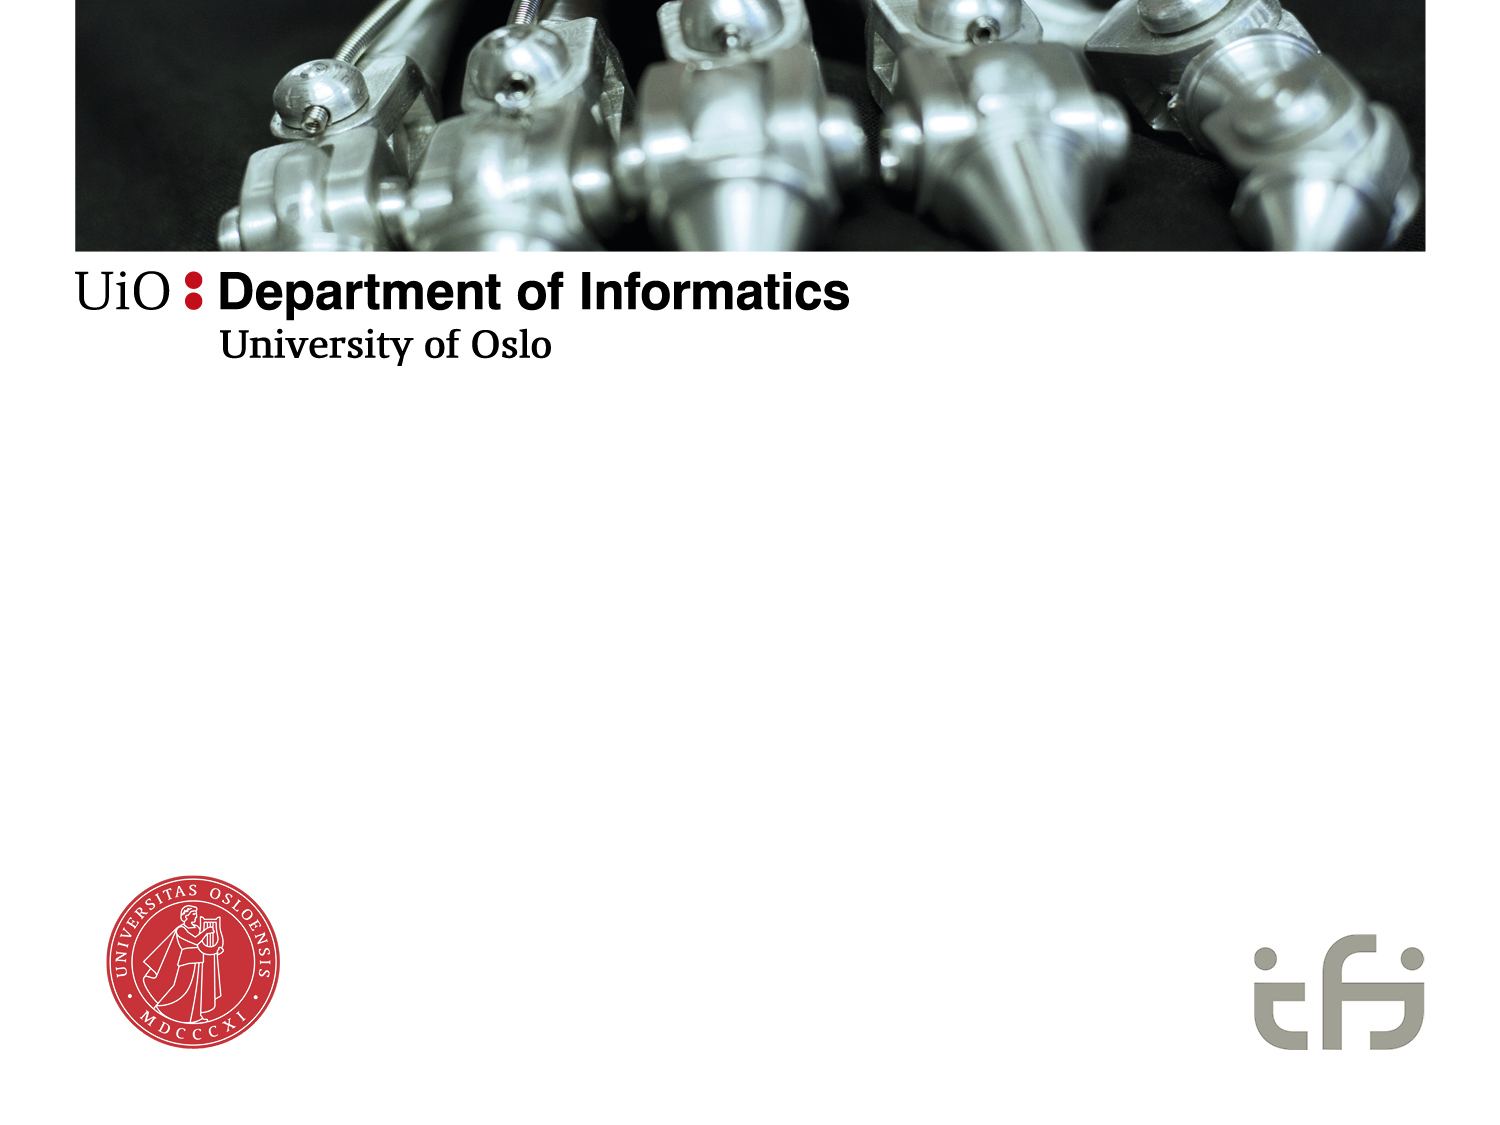 UiO : Department of Informatics
University of Oslo
UNIVERSITAS OSLOENSIS
MDCCCXI
ifi